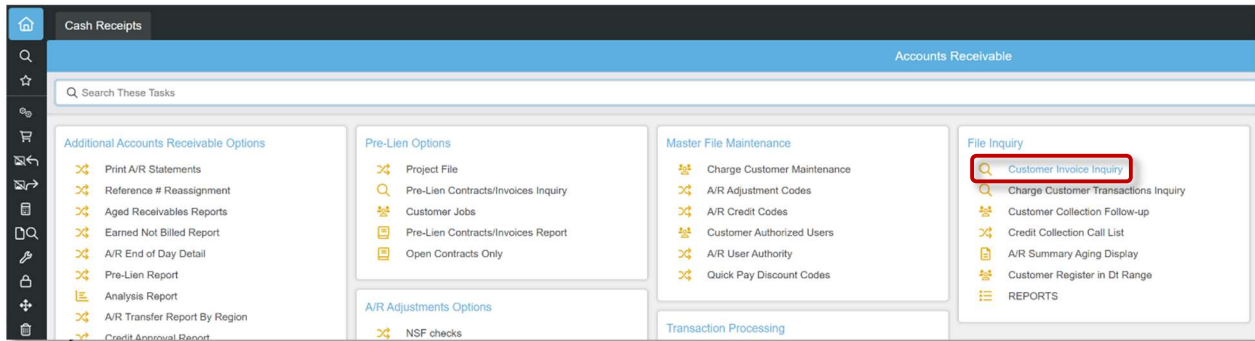 Cash Receipts
Accounts Receivable
Search These Tasks
Additional Accounts Receivable Options
Print A/R Statements
Reference # Reassignment
Aged Receivables Reports
Earned Not Billed Report
A/R End of Day Detail
Pre-Lien Report
Analysis Report
A/R Transfer Report By Region
Credit Approval Report
Pre-Lien Options
Project File
Pre-Lien Contracts/Invoices Inquiry
Customer Jobs
Pre-Lien Contracts/Invoices Report
Open Contracts Only
A/R Adjustments Options
NSF checks
Master File Maintenance
Charge Customer Maintenance
A/R Adjustment Codes
A/R Credit Codes
Customer Authorized Users
A/R User Authority
Quick Pay Discount Codes
Transaction Processing
File Inquiry
Customer Invoice Inquiry
Charge Customer Transactions Inquiry
Customer Collection Follow-up
Credit Collection Call List
A/R Summary Aging Display
Customer Register in Dt Range
REPORTS